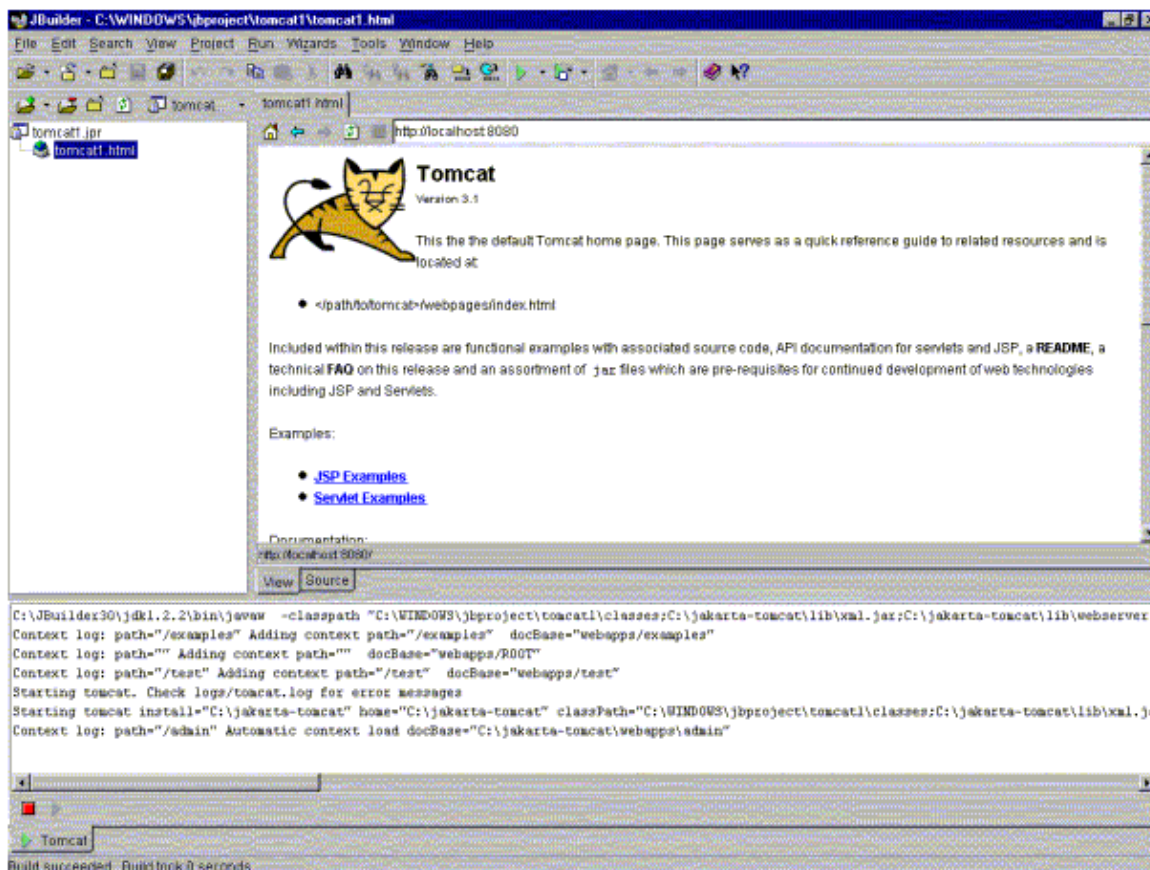 JBuilder - C:\WINDOWS\jbproject\tomcat1\tomcat1.html
File Edit Search View Project Run Wizards Tools Window Help
tomcat
tomcat1.html
tomcat1.jpr
tomcat1.html
http://localhost:8080
Tomcat
Version 3.1
This the the default Tomcat home page. This page serves as a quick reference guide to related resources and is
located at:
</path/to/tomcat>/webpages/index.html
Included within this release are functional examples with associated source code, API documentation for servlets and JSP, a README, a
technical FAQ on this release and an assortment of jar files which are pre-requisites for continued development of web technologies
including JSP and Servlets.
Examples:
JSP Examples
Servlet Examples
Documentation:
http://localhost:8080/
View Source
C:\JBuilder30\jdk1.2.2\bin\javaw -classpath "C:\WINDOWS\jbproject\tomcat1\classes;C:\jakarta-tomcat\lib\xml.jar;C:\jakarta-tomcat\lib\webserver
Context log: path="/examples" Adding context path="/examples" docBase="webapps/examples"
Context log: path="" Adding context path="" docBase="webapps/ROOT"
Context log: path="/test" Adding context path="/test" docBase="webapps/test"
Starting tomcat. Check logs/tomcat.log for error messages
Starting tomcat install="C:\jakarta-tomcat" home="C:\jakarta-tomcat" classPath="C:\WINDOWS\jbproject\tomcat1\classes;C:\jakarta-tomcat\lib\xml.j
Context log: path="/admin" Automatic context load docBase="C:\jakarta-tomcat\webapps\admin"
Tomcat
Build succeeded. Build took 0 seconds.